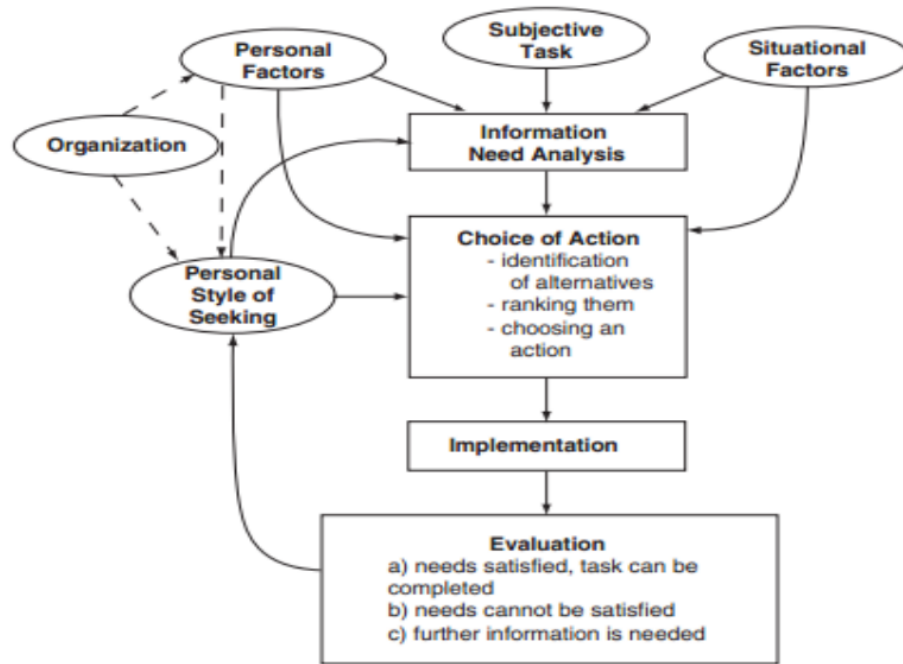 Personal
Factors
Subjective
Task
Situational
Factors
Organization
Information
Need Analysis
Choice of Action
- identification
of alternatives
- ranking them
- choosing an
action
Personal
Style of
Seeking
Implementation
Evaluation
a) needs satisfied, task can be
completed
b) needs cannot be satisfied
c) further information is needed